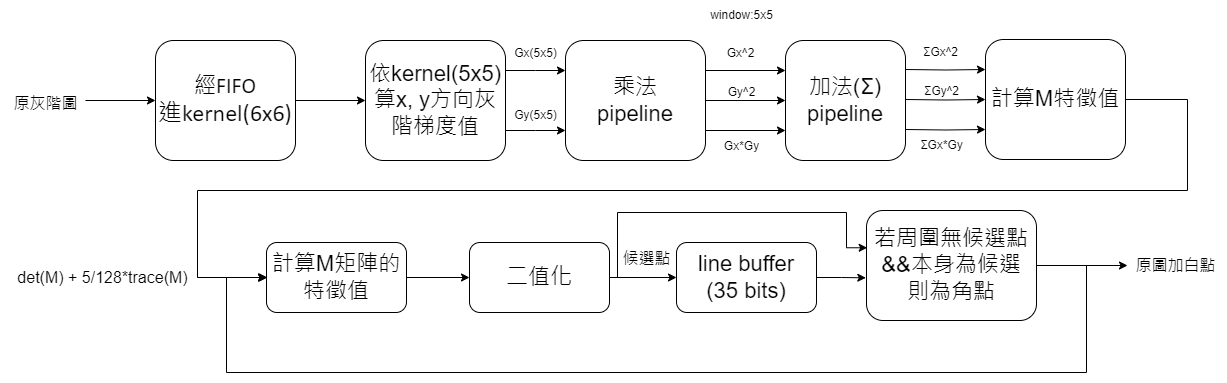 window:5x5
原灰階圖
經FIFO
進kernel(6x6)
依kernel(5x5)
算x, y方向灰
階梯度值
Gx(5x5)
Gy(5x5)
乘法
pipeline
Gx^2
Gy^2
Gx*Gy
加法(Σ)
pipeline
ΣGx^2
ΣGy^2
ΣGx*Gy
計算M特徵值
det(M) + 5/128*trace(M)
計算M矩陣的
特徵值
二值化
候選點
line buffer
(35 bits)
若周圍無候選點
&&本身為候選
則為角點
原圖加白點